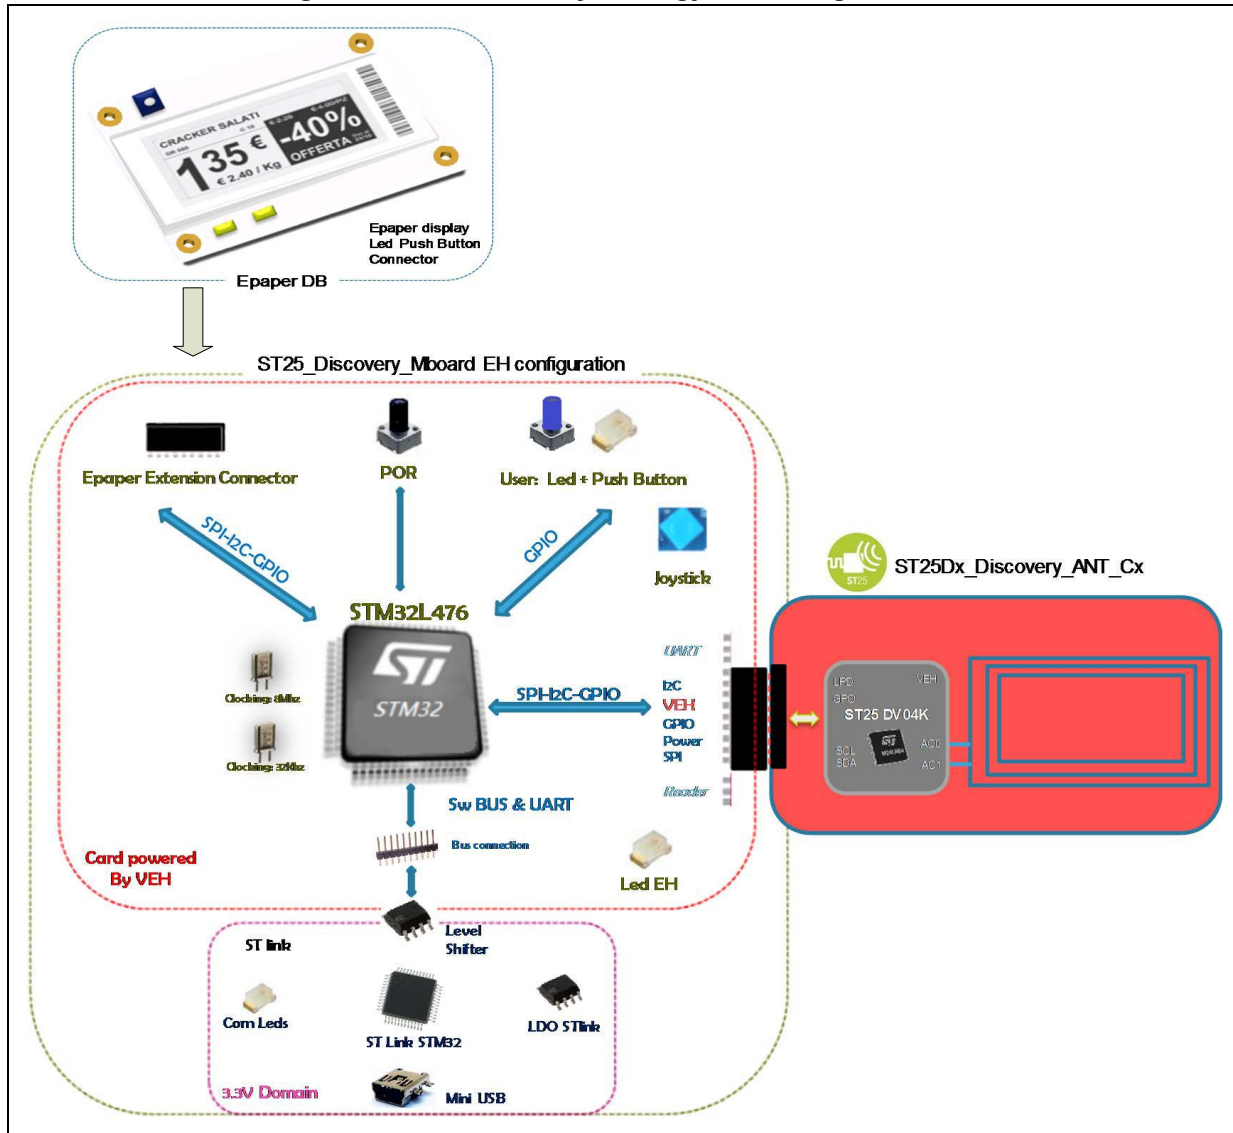 CRACKER SALATI
135 €
€ 2.40 / Kg
-40%
OFFERTA
Epaper display
Led Push Button
Connector
Epaper DB
ST25_Discovery_Mboard EH configuration
Epaper Extension Connector
POR
User: Led + Push Button
SPI-I2C-GPIO
GPIO
Joystick
ST25
ST25Dx_Discovery_ANT_Cx
STM32L476
STM32
Clocking: 8Mhz
Clocking: 32Khz
SPI-I2C-GPIO
UART
I2C
VEH
GPIO
Power
SPI
Reader
LPD
VEH
GPO
ST25 DV04K
SCL
SDA
AC0
AC1
Sw BUS & UART
Bus connection
Card powered
By VEH
Led EH
Level
Shifter
ST link
Com Leds
ST Link STM32
LDO STlink
3.3V Domain
Mini USB